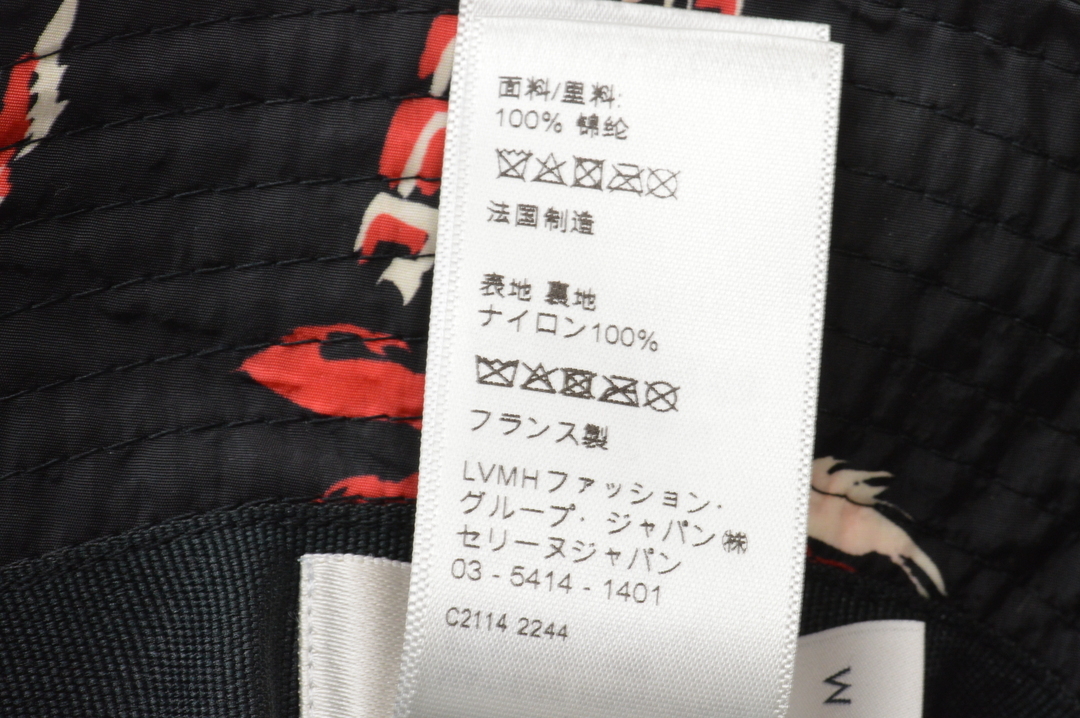 面料/里料:
100% 锦纶
法国制造
表地 裏地
ナイロン100%
フランス製
LVMHファッション・
グループ・ジャパン㈱
セリーヌジャパン
03 - 5414 - 1401
C2114 2244
M